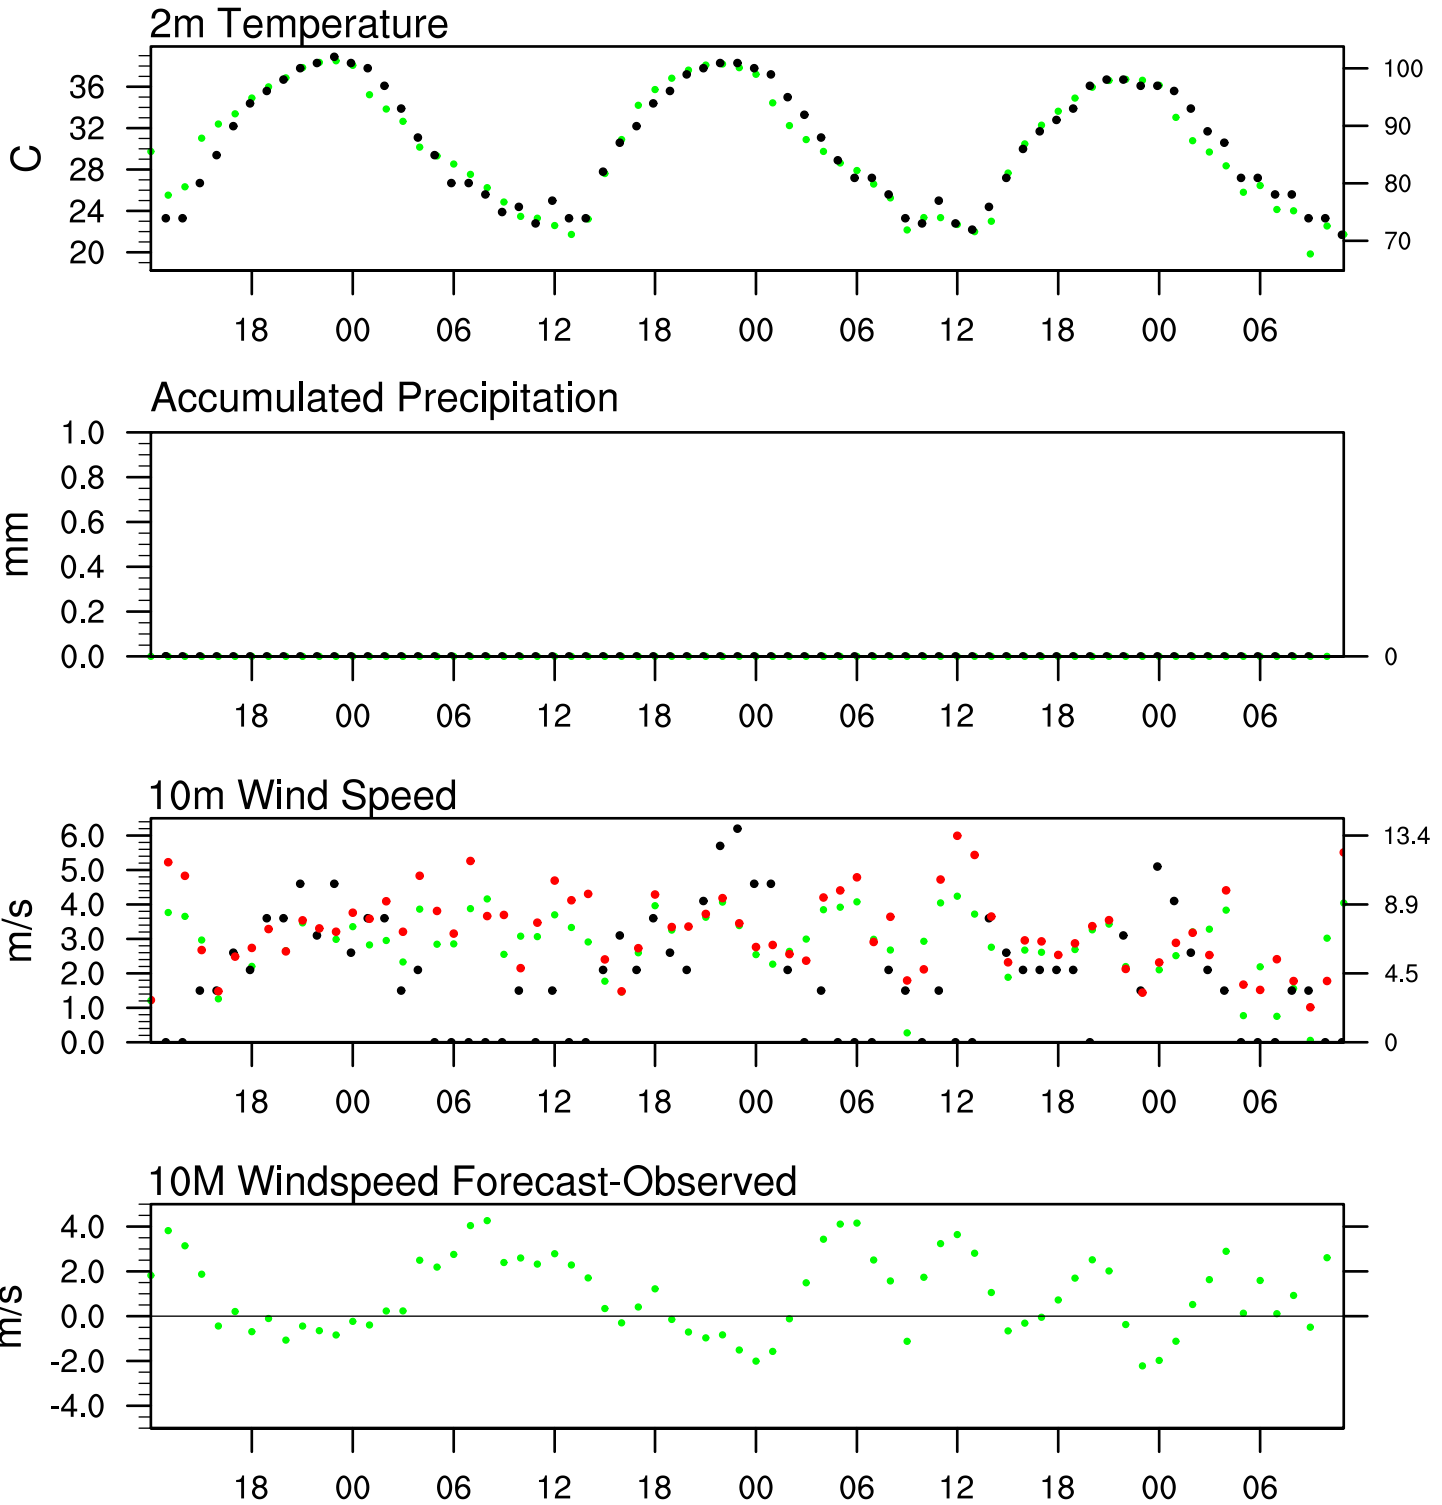 2m Temperature
C
36
32
28
24
20
100
90
80
70
18 00 06 12 18 00 06 12 18 00 06
Accumulated Precipitation
mm
1.0
0.8
0.6
0.4
0.2
0.0
0
18 00 06 12 18 00 06 12 18 00 06
10m Wind Speed
m/s
6.0
5.0
4.0
3.0
2.0
1.0
0.0
13.4
8.9
4.5
0
18 00 06 12 18 00 06 12 18 00 06
10M Windspeed Forecast-Observed
m/s
4.0
2.0
0.0
-2.0
-4.0
18 00 06 12 18 00 06 12 18 00 06